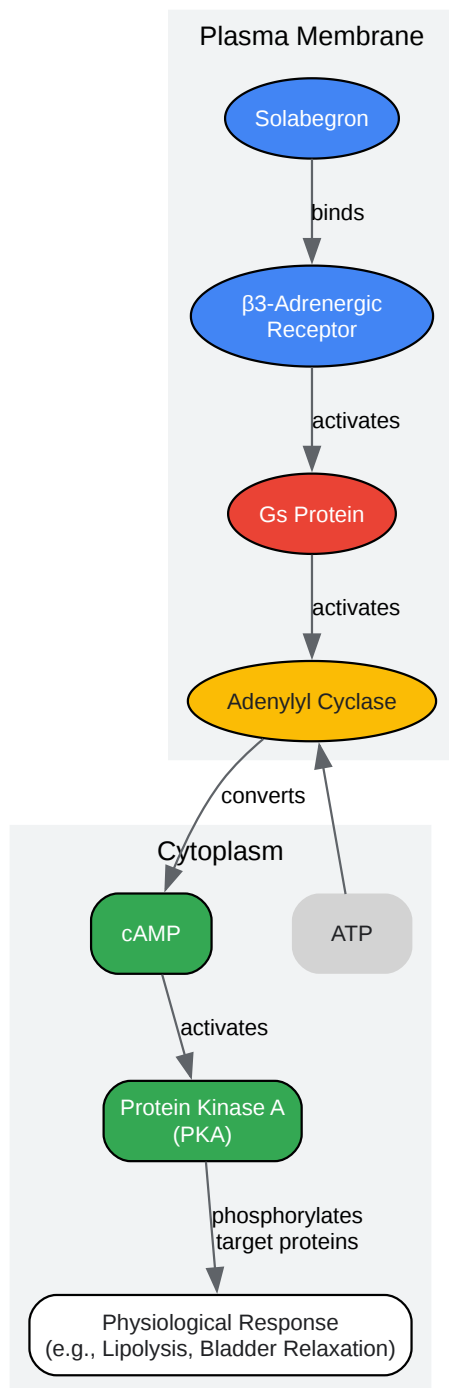 Plasma Membrane
Solabegron
binds
β3-Adrenergic
Receptor
activates
Gs Protein
activates
Adenylyl Cyclase
converts
Cytoplasm
cAMP
ATP
activates
Protein Kinase A
(PKA)
phosphorylates
target proteins
Physiological Response
(e.g., Lipolysis, Bladder Relaxation)